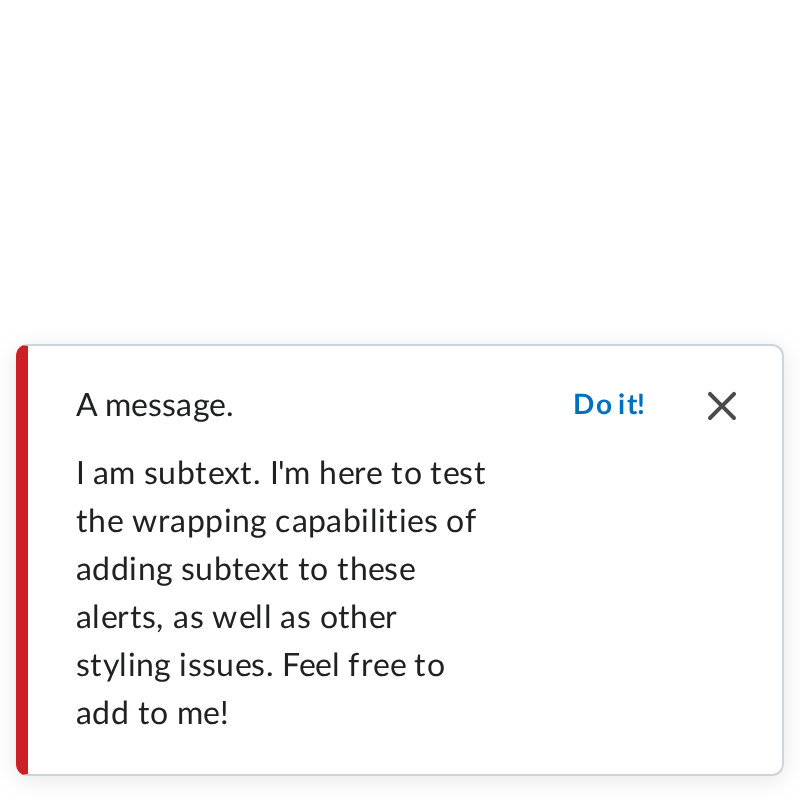 A message.
Do it!
I am subtext. I'm here to test
the wrapping capabilities of
adding subtext to these
alerts, as well as other
styling issues. Feel free to
add to me!